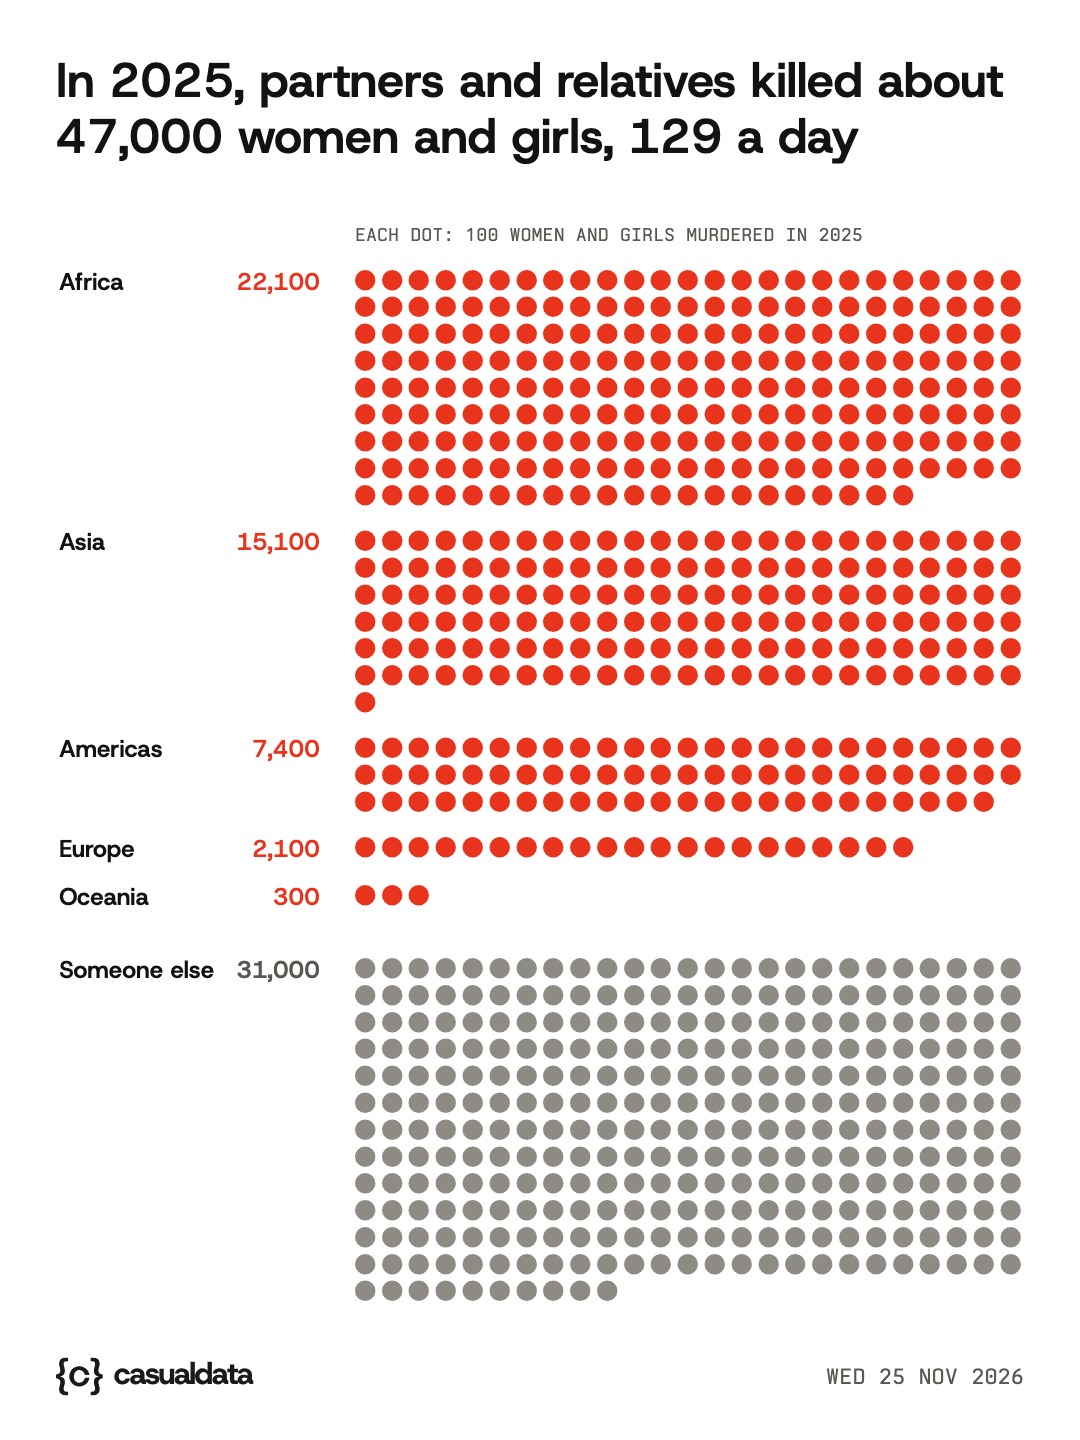 In 2025, partners and relatives killed about
47,000 women and girls, 129 a day
EACH DOT: 100 WOMEN AND GIRLS MURDERED IN 2025
Africa 22,100
Asia 15,100
Americas 7,400
Europe 2,100
Oceania 300
Someone else 31,000
{c} casualdata
WED 25 NOV 2026